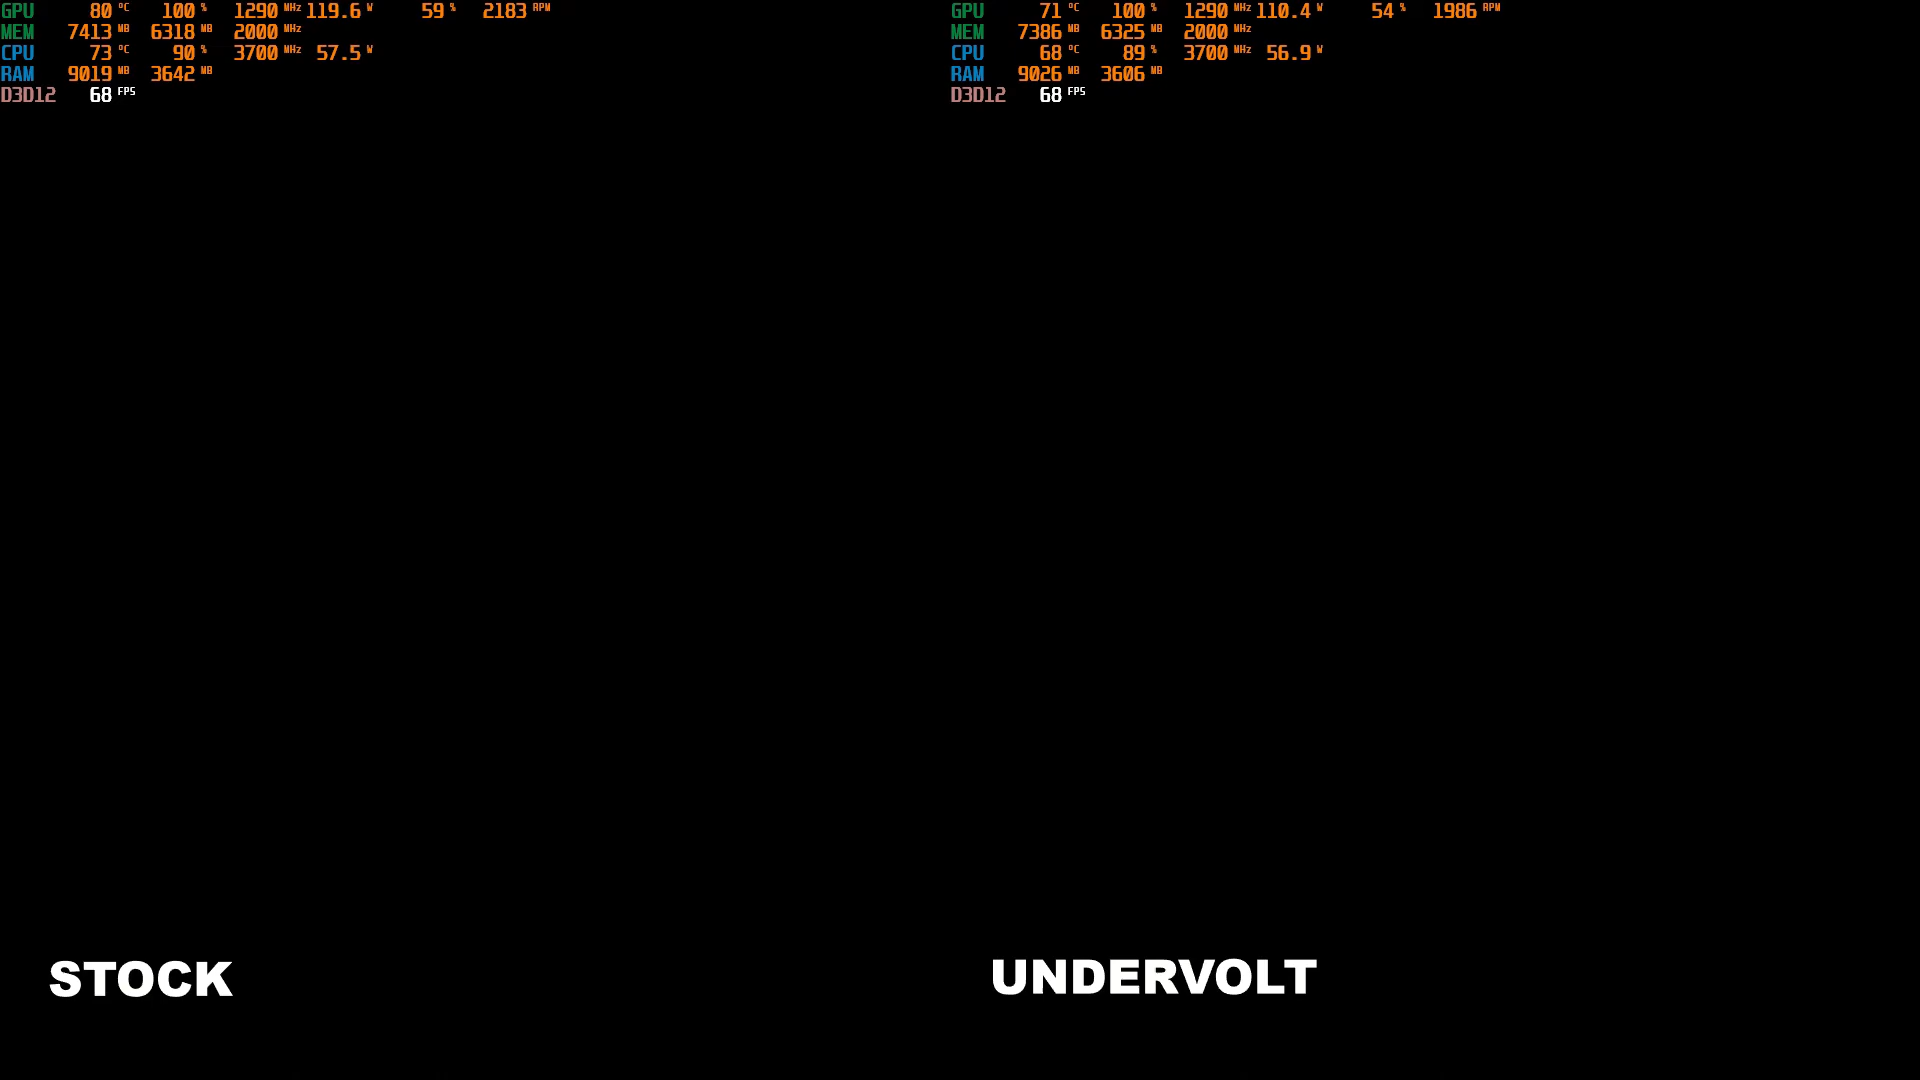 GPU 80 °C 100 % 1290 MHz 119.6 W 59 % 2183 RPM
MEM 7413 MB 6318 MB 2000 MHz
CPU 73 °C 90 % 3700 MHz 57.5 W
RAM 9019 MB 3642 MB
D3D12 68 FPS
GPU 71 °C 100 % 1290 MHz 110.4 W 54 % 1986 RPM
MEM 7386 MB 6325 MB 2000 MHz
CPU 68 °C 89 % 3700 MHz 56.9 W
RAM 9026 MB 3606 MB
D3D12 68 FPS
STOCK
UNDERVOLT